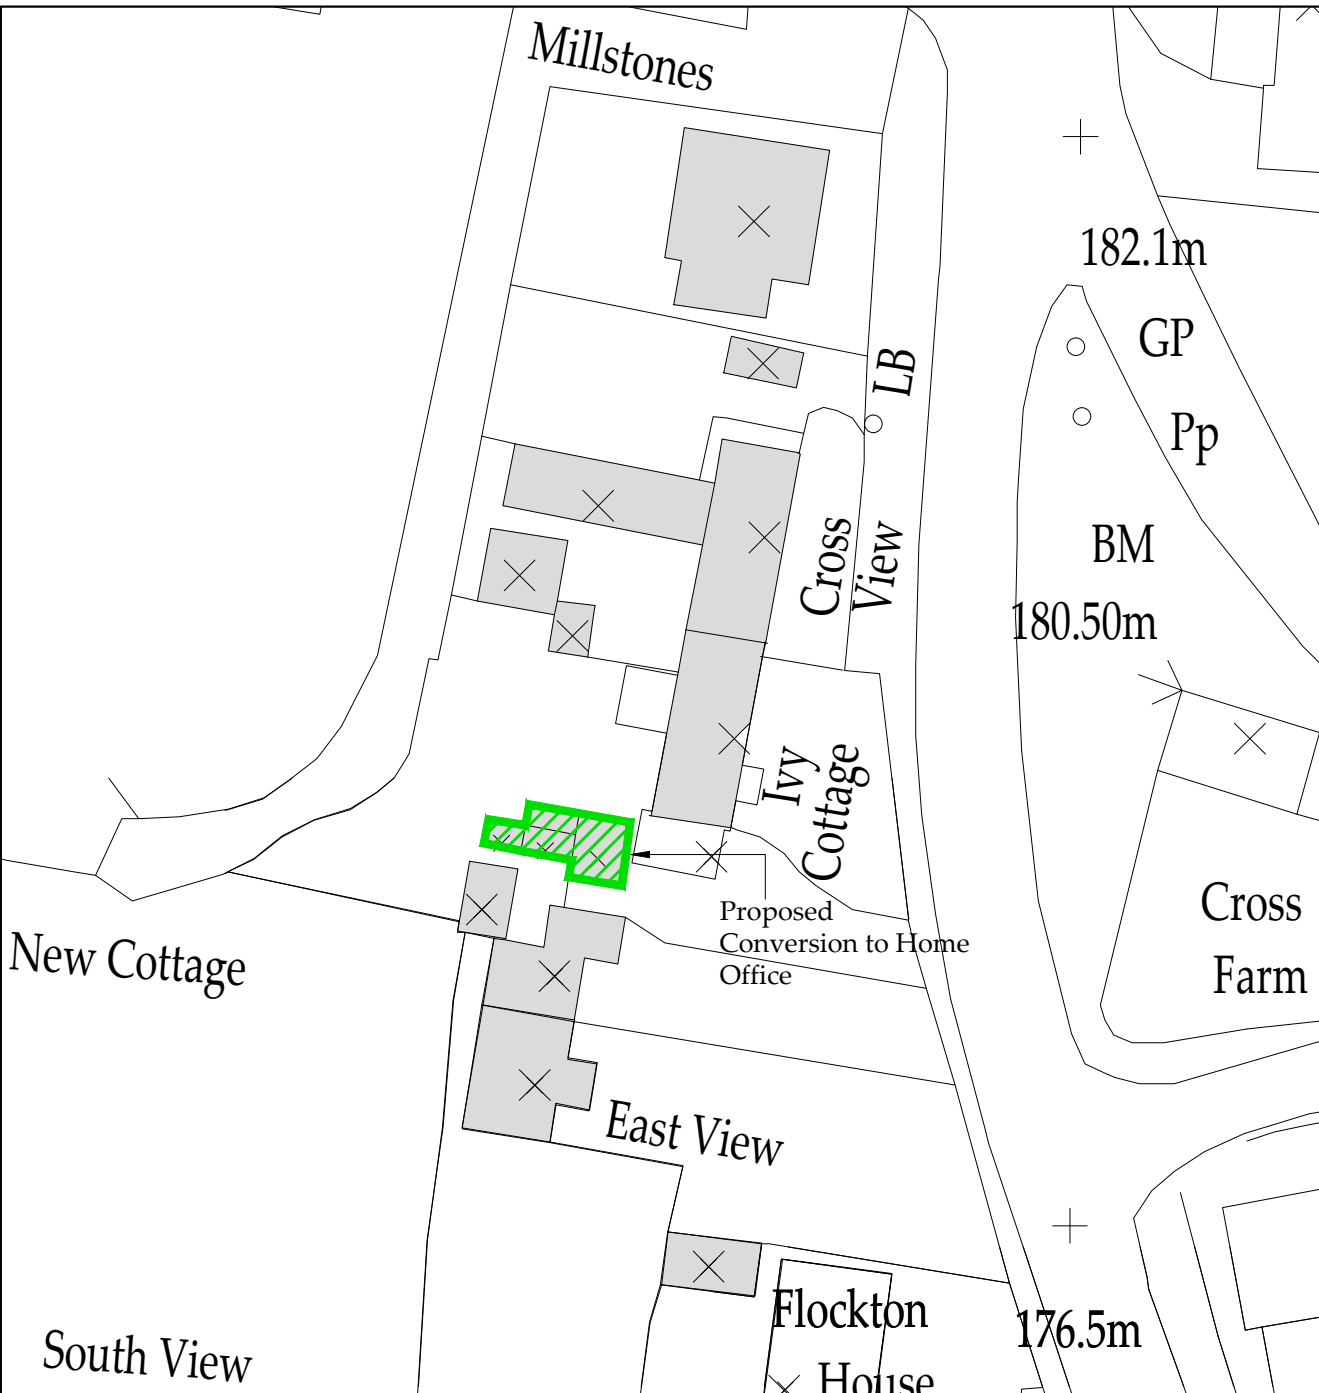 Millstones
182.1m
GP
LB
Pp
Cross
View
BM
180.50m
Ivy
Cottage
Proposed
Conversion to Home
Office
Cross
Farm
New Cottage
East View
Flockton
House
176.5m
South View